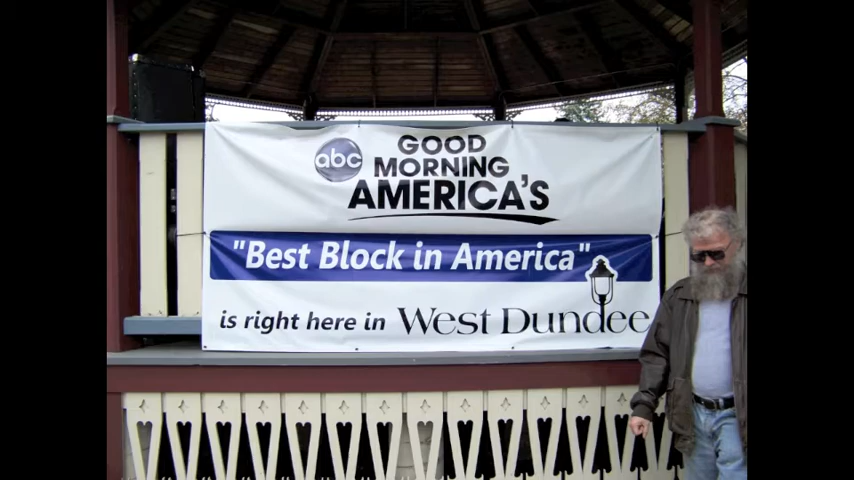 abc
GOOD
MORNING
AMERICA'S
"Best Block in America"
is right here in West Dundee